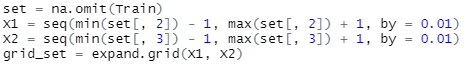 set = na.omit(Train)
X1 = seq(min(set[, 2]) - 1, max(set[, 2]) + 1, by = 0.01)
X2 = seq(min(set[, 3]) - 1, max(set[, 3]) + 1, by = 0.01)
grid_set = expand.grid(X1, X2)